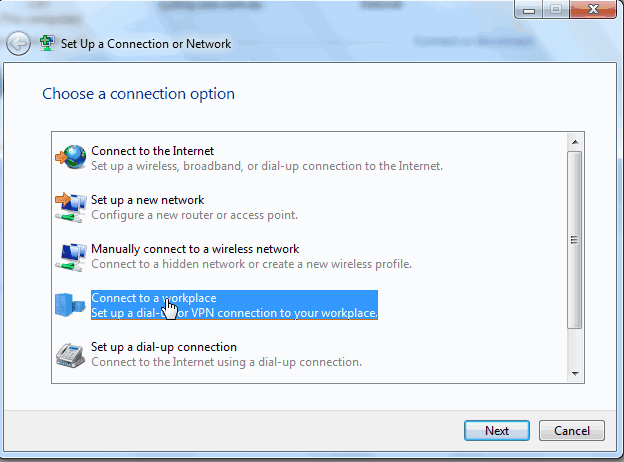 Set Up a Connection or Network
Choose a connection option
Connect to the Internet
Set up a wireless, broadband, or dial-up connection to the Internet.
Set up a new network
Configure a new router or access point.
Manually connect to a wireless network
Connect to a hidden network or create a new wireless profile.
Connect to a workplace
Set up a dial-up or VPN connection to your workplace.
Set up a dial-up connection
Connect to the Internet using a dial-up connection.
Next
Cancel